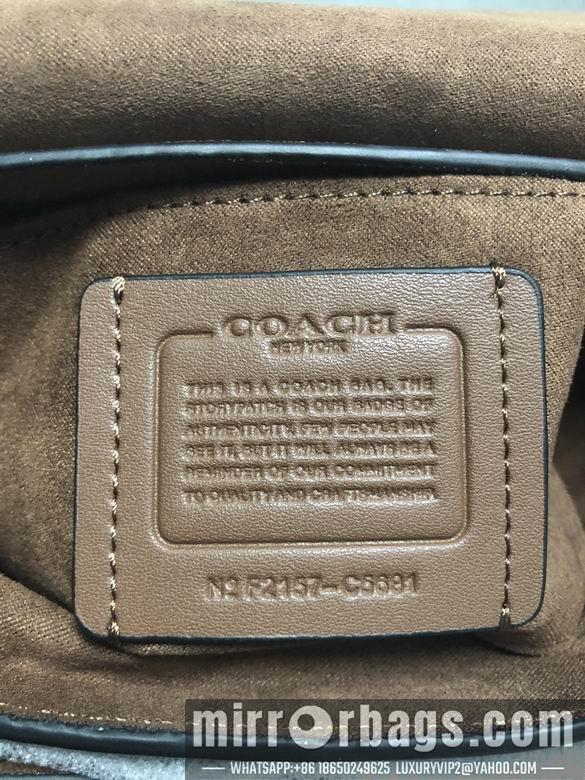 COACH
NEW YORK
THIS IS A COACH BAG. THE
STORYPATCH IS OUR BADGE OF
AUTHENTICITY. FEW PEOPLE MAY
SEE IT, BUT IT WILL ALWAYS BE A
REMINDER OF OUR COMMITMENT
TO QUALITY AND CRAFTSMANSHIP.
Nº F2157-C5691
mirrorbags.com
WHATSAPP:+86 18650249625 LUXURYVIP2@YAHOO.COM